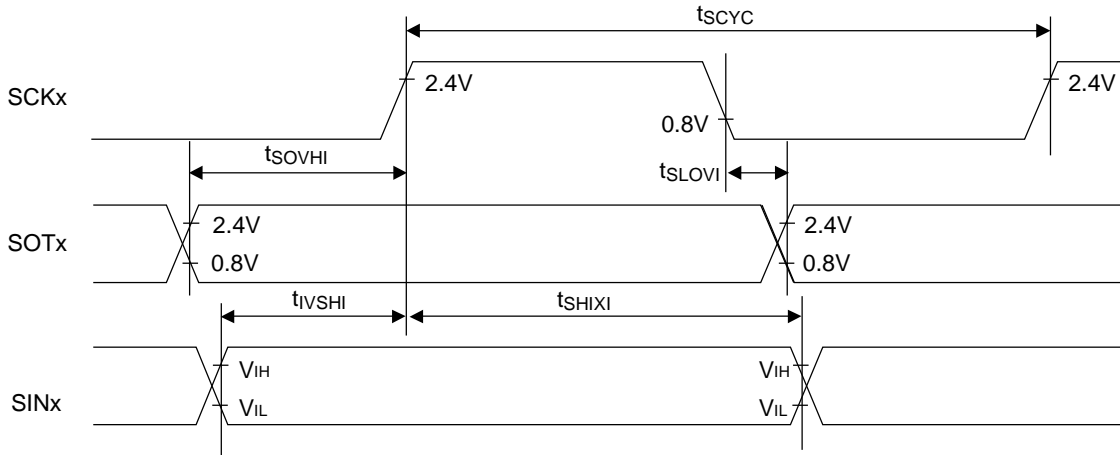 tSCYC
SCKx
2.4V
0.8V
2.4V
tSOVHI
tSLOVI
SOTx
2.4V
0.8V
2.4V
0.8V
tIVSHI
tSHIXI
SINx
VIH
VIL
VIH
VIL